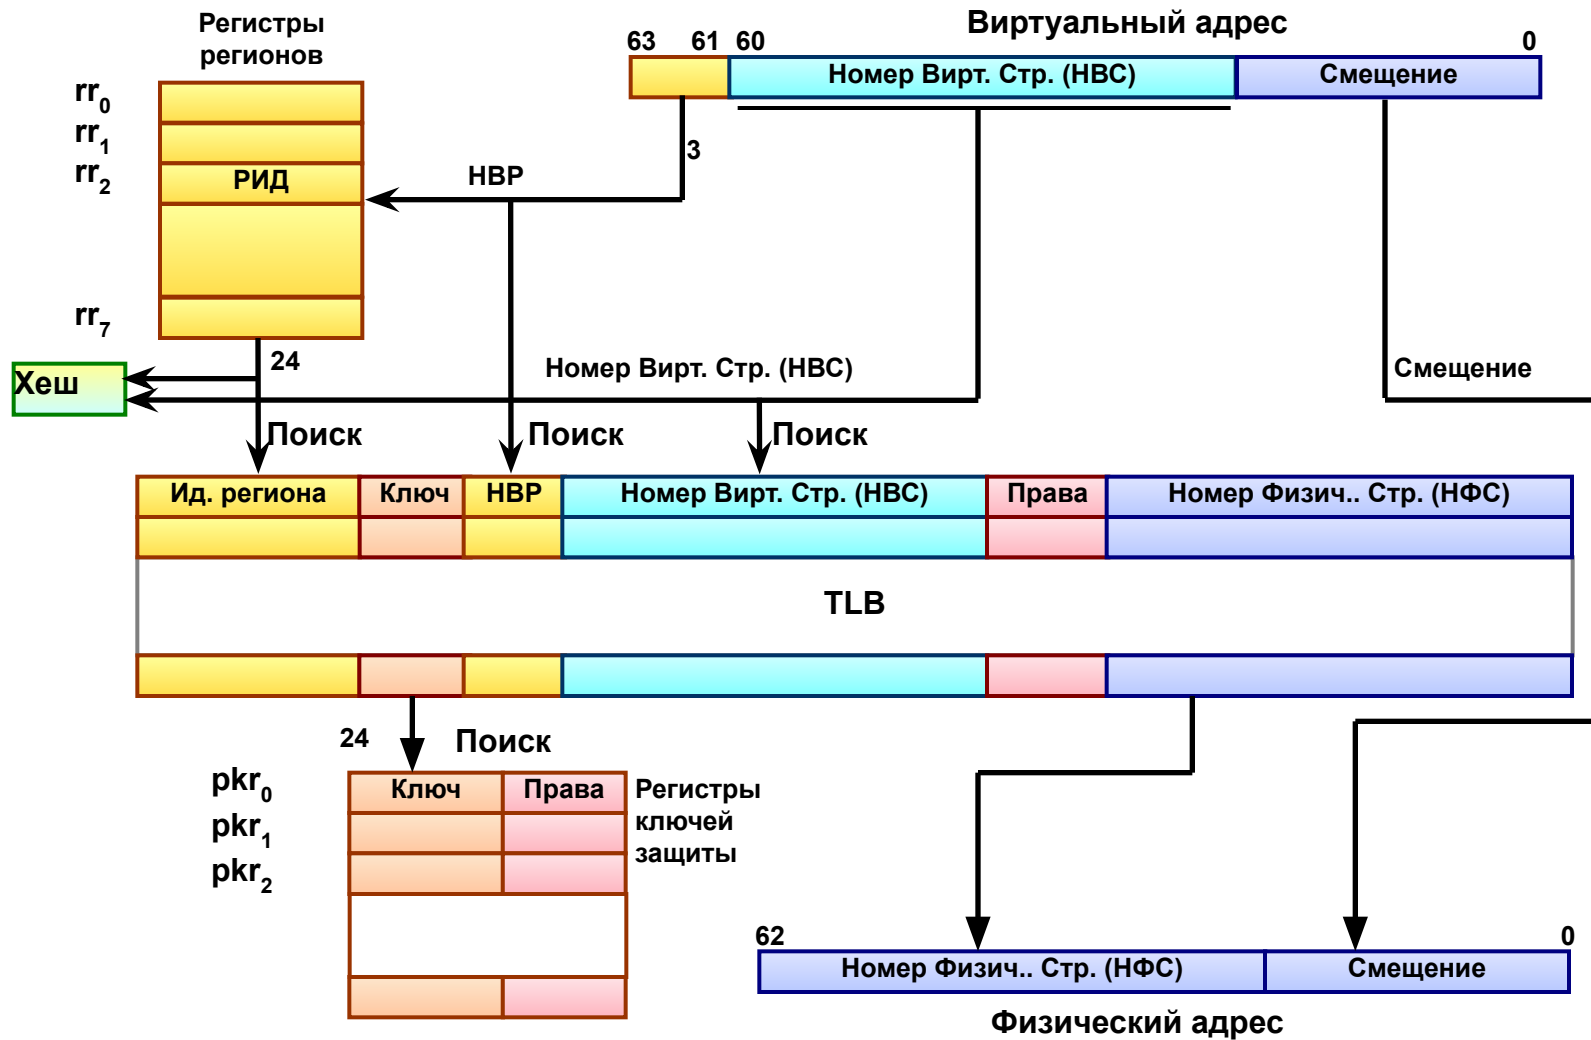 Регистры
регионов
Виртуальный адрес
63 61 60 0
Номер Вирт. Стр. (НВС) Смещение
rr0
rr1
rr2
РИД
НВР
3
rr7
24
Хеш
Номер Вирт. Стр. (НВС)
Смещение
Поиск Поиск Поиск
Ид. региона Ключ НВР Номер Вирт. Стр. (НВС) Права Номер Физич.. Стр. (НФС)
TLB
24
Поиск
pkr0
pkr1
pkr2
Ключ Права
Регистры
ключей
защиты
62 0
Номер Физич.. Стр. (НФС) Смещение
Физический адрес